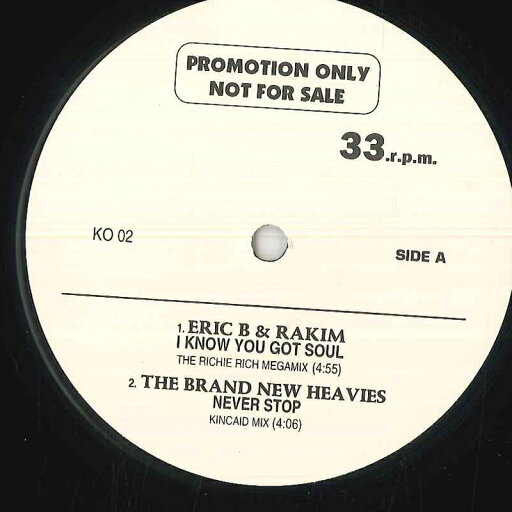 PROMOTION ONLY
NOT FOR SALE
33.r.p.m.
KO 02
SIDE A
1. ERIC B & RAKIM
I KNOW YOU GOT SOUL
THE RICHIE RICH MEGAMIX (4:55)
2. THE BRAND NEW HEAVIES
NEVER STOP
KINCAID MIX (4:06)